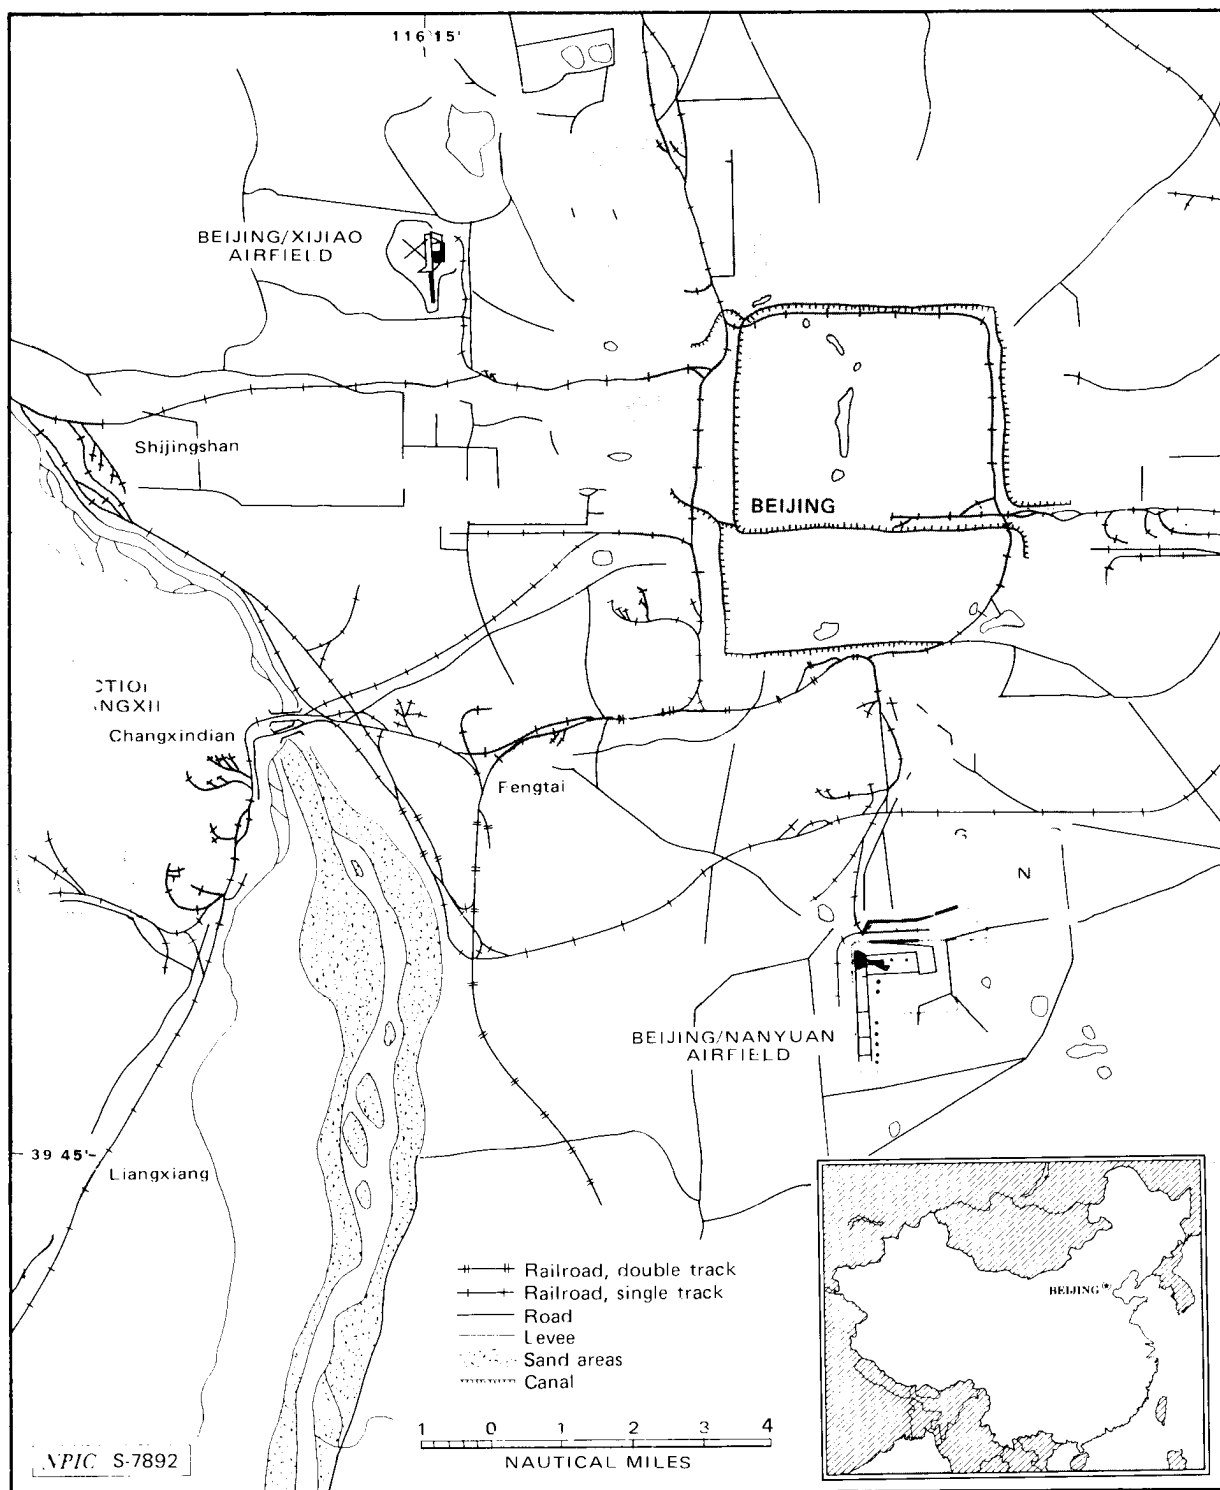 116 15'
BEIJING/XIJIAO
AIRFIELD
Shijingshan
BEIJING
Changxindian
Fengtai
G
N
BEIJING/NANYUAN
AIRFIELD
39 45'
Liangxiang
Railroad, double track
Railroad, single track
Road
Levee
Sand areas
Canal
BEIJING
1 0 1 2 3 4
NAUTICAL MILES
NPIC S-7892